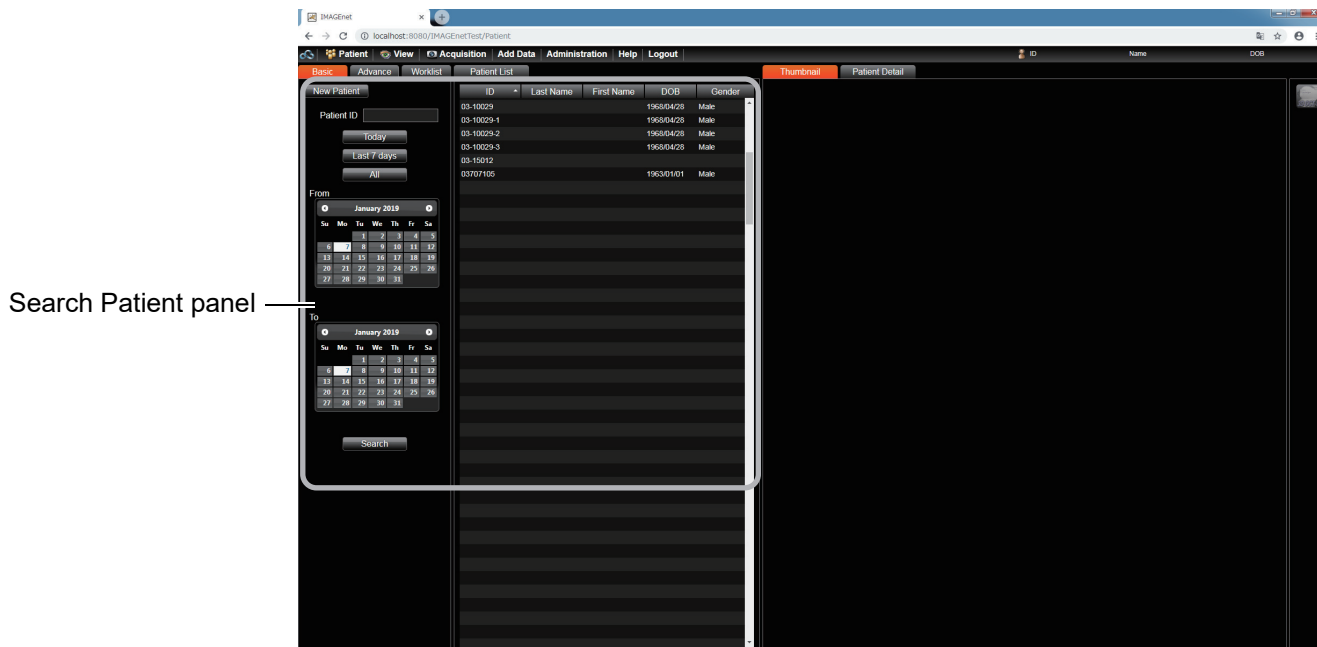 IMAGEnet
localhost:8080/IMAGEnetTest/Patient
Patient View Acquisition Add Data Administration Help Logout ID Name DOB
Basic Advance Worklist Patient List Thumbnail Patient Detail
New Patient
Patient ID
Today
Last 7 days
All
From
January 2019
Su Mo Tu We Th Fr Sa
1 2 3 4 5
6 7 8 9 10 11 12
13 14 15 16 17 18 19
20 21 22 23 24 25 26
27 28 29 30 31
To
January 2019
Su Mo Tu We Th Fr Sa
1 2 3 4 5
6 7 8 9 10 11 12
13 14 15 16 17 18 19
20 21 22 23 24 25 26
27 28 29 30 31
Search
ID Last Name First Name DOB Gender
03-10029 1968/04/28 Male
03-10029-1 1968/04/28 Male
03-10029-2 1968/04/28 Male
03-10029-3 1968/04/28 Male
03-15012
03707105 1963/01/01 Male
Search Patient panel